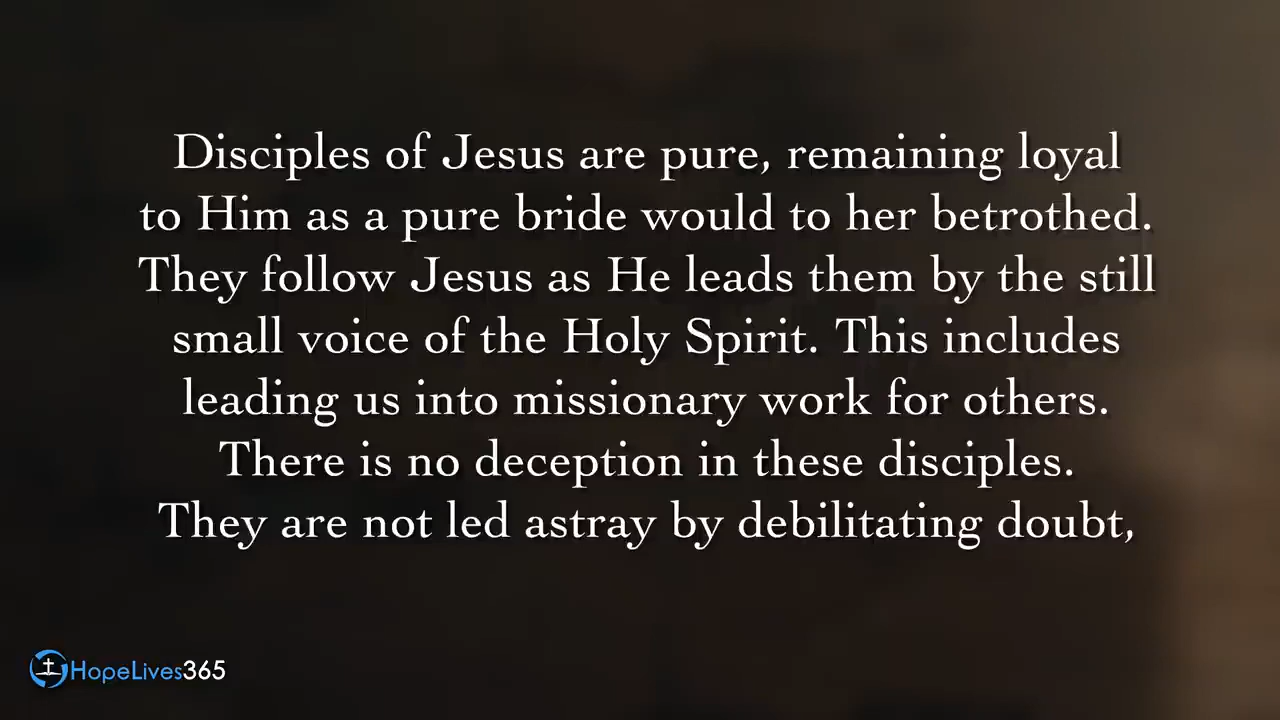 Disciples of Jesus are pure, remaining loyal
to Him as a pure bride would to her betrothed.
They follow Jesus as He leads them by the still
small voice of the Holy Spirit. This includes
leading us into missionary work for others.
There is no deception in these disciples.
They are not led astray by debilitating doubt,
HopeLives365